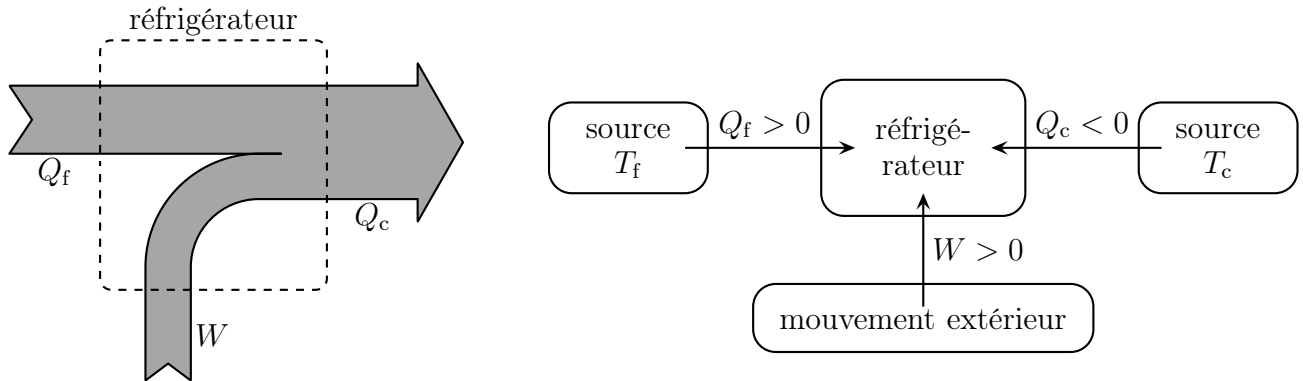 réfrigérateur
Q_f
Q_c
W
source
T_f
Q_f > 0
réfrigé-
rateur
Q_c < 0
source
T_c
W > 0
mouvement extérieur